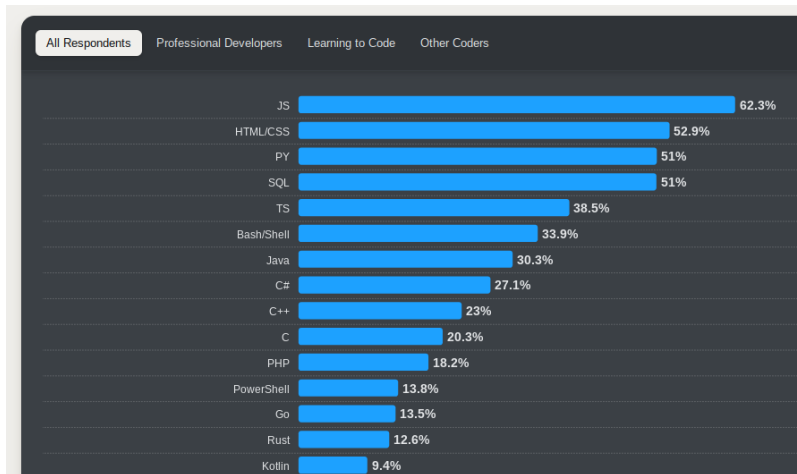 All Respondents Professional Developers Learning to Code Other Coders
JS 62.3%
HTML/CSS 52.9%
PY 51%
SQL 51%
TS 38.5%
Bash/Shell 33.9%
Java 30.3%
C# 27.1%
C++ 23%
C 20.3%
PHP 18.2%
PowerShell 13.8%
Go 13.5%
Rust 12.6%
Kotlin 9.4%